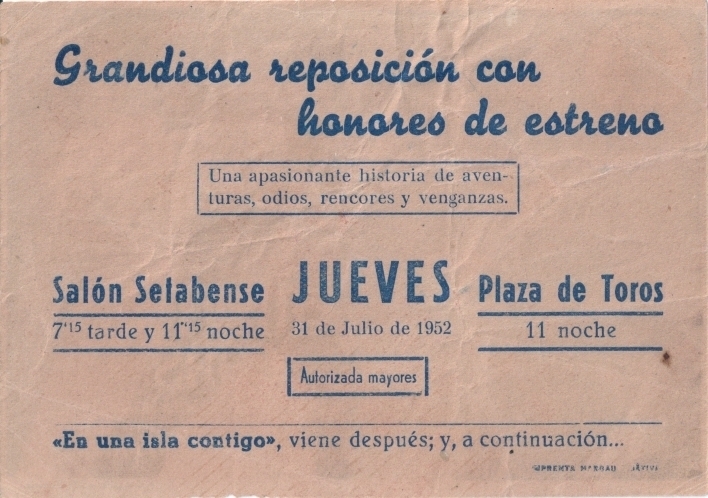 Grandiosa reposición con
honores de estreno
Una apasionante historia de aven-
turas, odios, rencores y venganzas.
Salón Setabense
7'15 tarde y 11'15 noche
JUEVES
31 de Julio de 1952
Autorizada mayores
Plaza de Toros
11 noche
«En una isla contigo», viene después; y, a continuación...
IMPRENTA